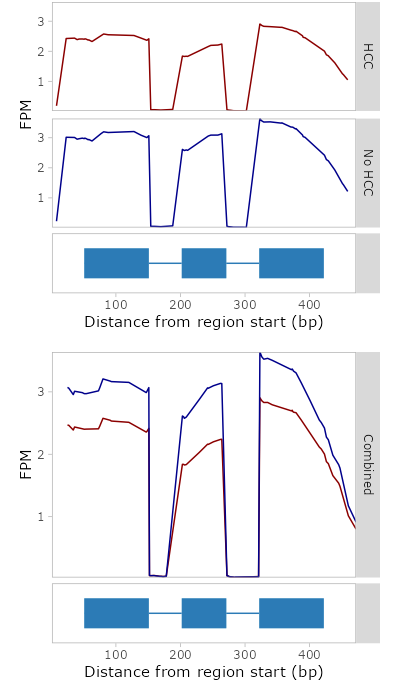 3
2
1
HCC
FPM
3
2
1
No HCC
100 200 300 400
Distance from region start (bp)
3
2
1
FPM
Combined
100 200 300 400
Distance from region start (bp)